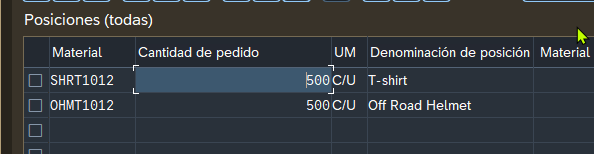 Posiciones (todas)
Material Cantidad de pedido UM Denominación de posición Material
SHRT1012 500 C/U T-shirt
OHMT1012 500 C/U Off Road Helmet